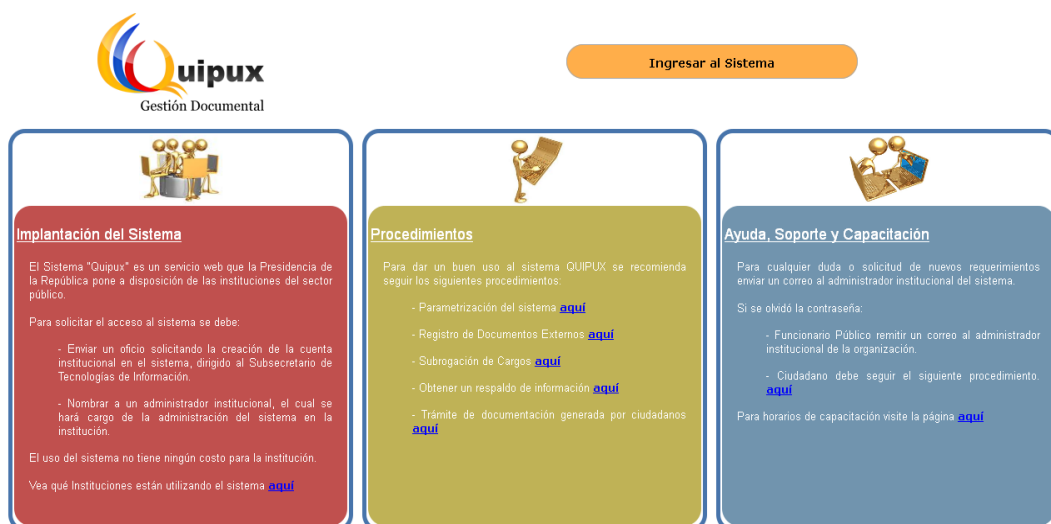 Quipux
Gestión Documental
Ingresar al Sistema
Implantación del Sistema
El Sistema "Quipux" es un servicio web que la Presidencia de
la República pone a disposición de las instituciones del sector
público.
Para solicitar el acceso al sistema se debe:
- Enviar un oficio solicitando la creación de la cuenta
institucional en el sistema, dirigido al Subsecretario de
Tecnologías de Información.
- Nombrar a un administrador institucional, el cual se
hará cargo de la administración del sistema en la
institución.
El uso del sistema no tiene ningún costo para la institución.
Vea qué Instituciones están utilizando el sistema aquí
Procedimientos
Para dar un buen uso al sistema QUIPUX se recomienda
seguir los siguientes procedimientos:
- Parametrización del sistema aquí
- Registro de Documentos Externos aquí
- Subrogación de Cargos aquí
- Obtener un respaldo de información aquí
- Trámite de documentación generada por ciudadanos
aquí
Ayuda, Soporte y Capacitación
Para cualquier duda o solicitud de nuevos requerimientos
enviar un correo al administrador institucional del sistema.
Si se olvidó la contraseña:
- Funcionario Público remitir un correo al administrador
institucional de la organización.
- Ciudadano debe seguir el siguiente procedimiento.
aquí
Para horarios de capacitación visite la página aquí